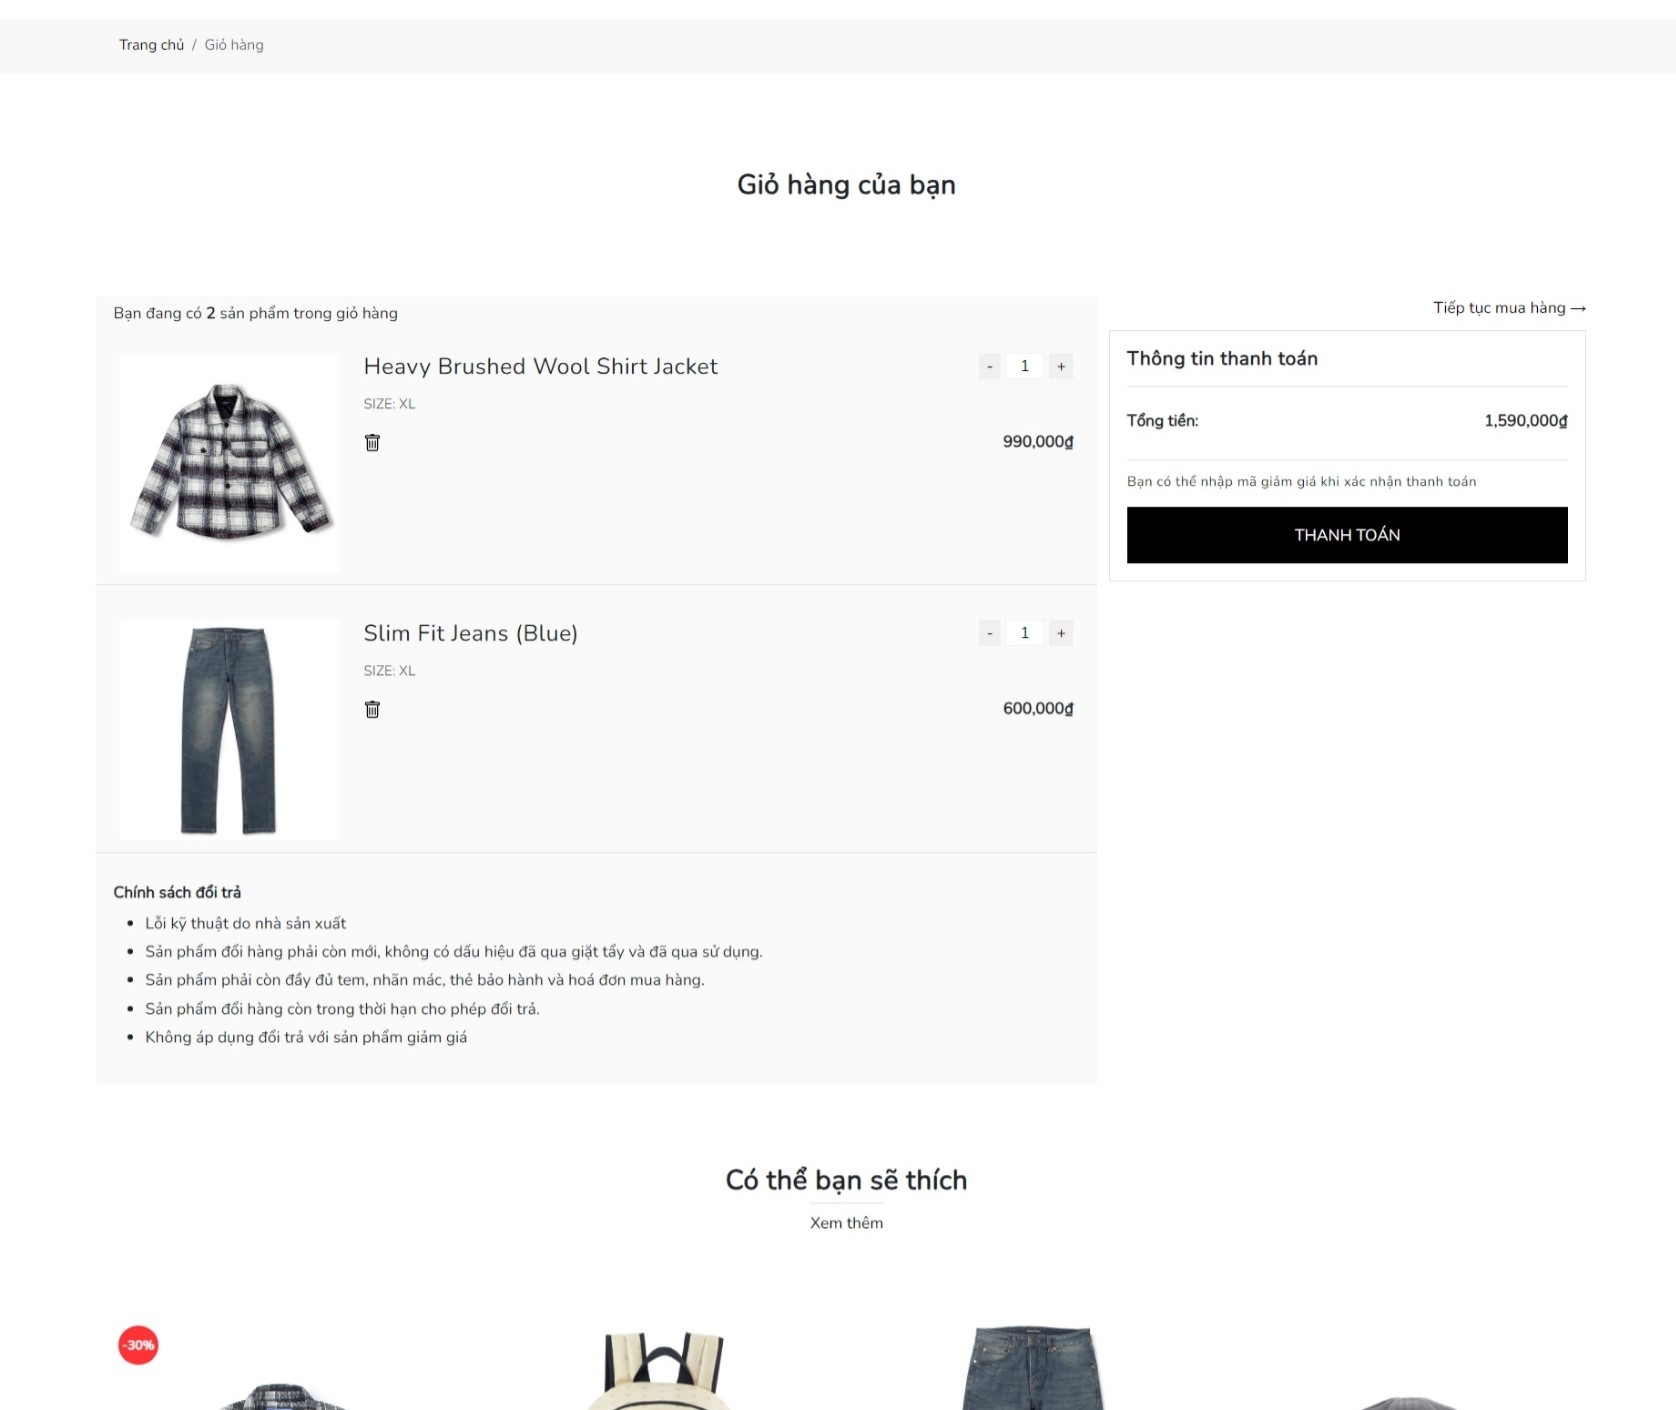 Trang chủ / Giỏ hàng
Giỏ hàng của bạn
Bạn đang có 2 sản phẩm trong giỏ hàng
Tiếp tục mua hàng →
Heavy Brushed Wool Shirt Jacket
- 1 +
SIZE: XL
990,000₫
Thông tin thanh toán
Tổng tiền: 1,590,000₫
Bạn có thể nhập mã giảm giá khi xác nhận thanh toán
THANH TOÁN
Slim Fit Jeans (Blue)
- 1 +
SIZE: XL
600,000₫
Chính sách đổi trả
• Lỗi kỹ thuật do nhà sản xuất
• Sản phẩm đổi hàng phải còn mới, không có dấu hiệu đã qua giặt tẩy và đã qua sử dụng.
• Sản phẩm phải còn đầy đủ tem, nhãn mác, thẻ bảo hành và hoá đơn mua hàng.
• Sản phẩm đổi hàng còn trong thời hạn cho phép đổi trả.
• Không áp dụng đổi trả với sản phẩm giảm giá
Có thể bạn sẽ thích
Xem thêm
-30%